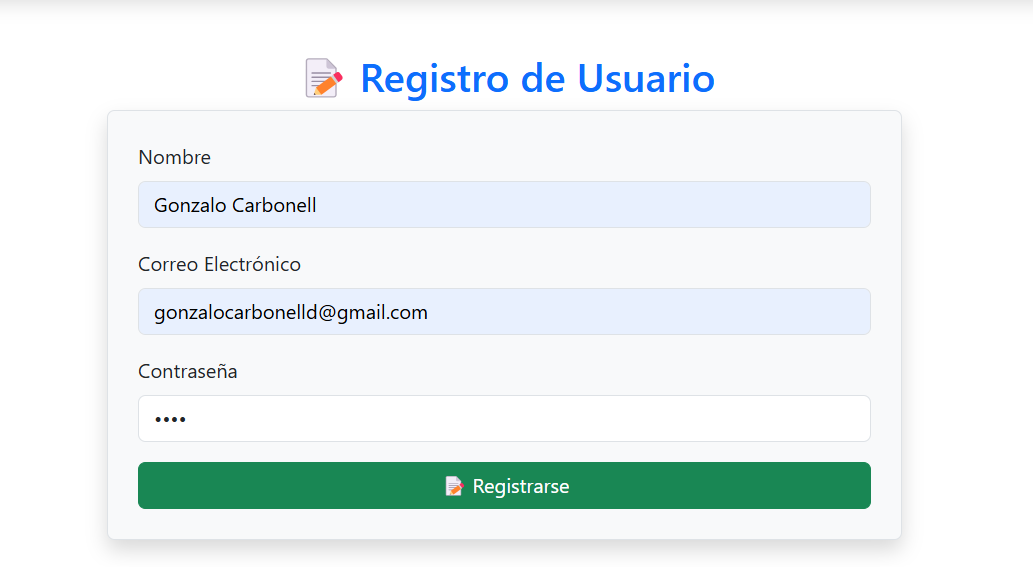 Registro de Usuario
Nombre
Gonzalo Carbonell
Correo Electrónico
gonzalocarbonelld@gmail.com
Contraseña
••••
Registrarse